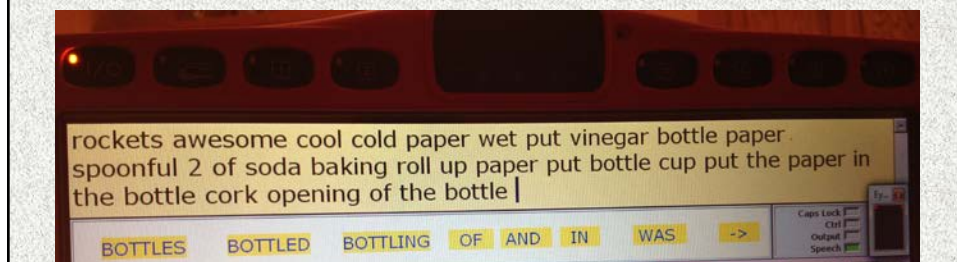 I/O
rockets awesome cool cold paper wet put vinegar bottle paper
spoonful 2 of soda baking roll up paper put bottle cup put the paper in
the bottle cork opening of the bottle
BOTTLES BOTTLED BOTTLING OF AND IN WAS ->
Caps Lock
Ctrl
Output
Speech